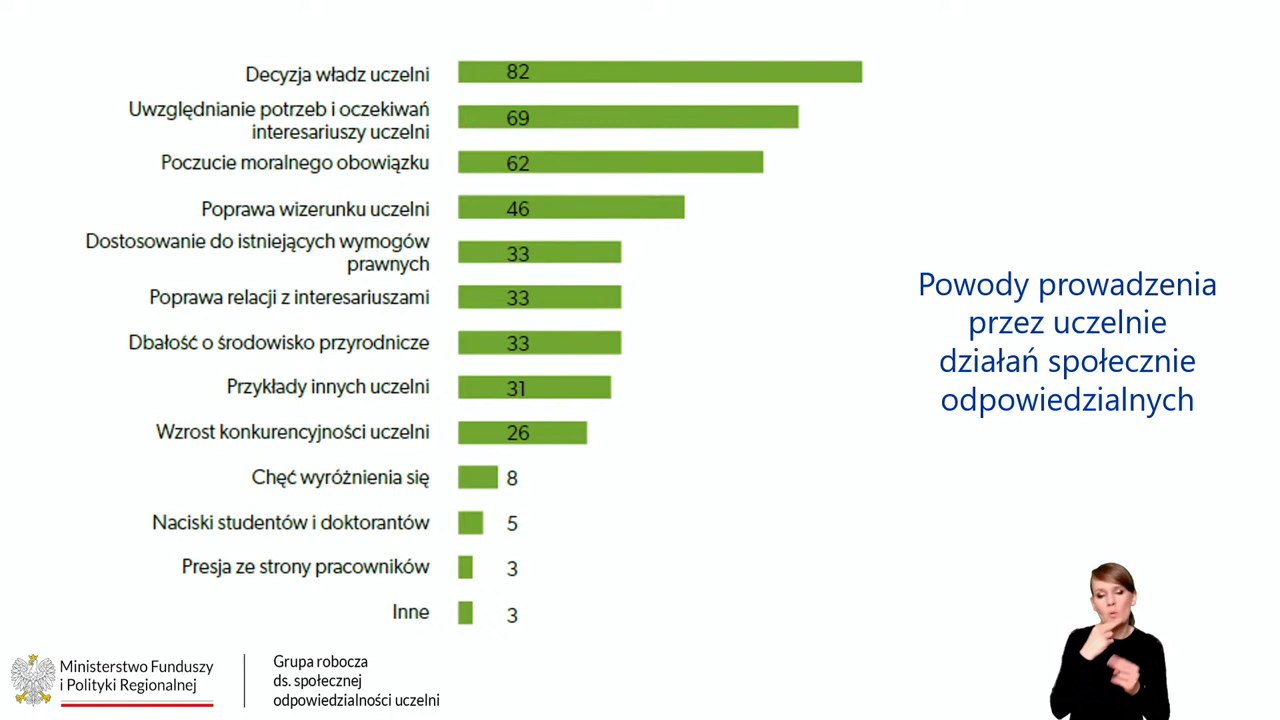 Decyzja władz uczelni 82
Uwzględnianie potrzeb i oczekiwań
interesariuszy uczelni 69
Poczucie moralnego obowiązku 62
Poprawa wizerunku uczelni 46
Dostosowanie do istniejących wymogów
prawnych 33
Poprawa relacji z interesariuszami 33
Dbałość o środowisko przyrodnicze 33
Przykłady innych uczelni 31
Wzrost konkurencyjności uczelni 26
Chęć wyróżnienia się 8
Naciski studentów i doktorantów 5
Presja ze strony pracowników 3
Inne 3
Powody prowadzenia
przez uczelnie
działań społecznie
odpowiedzialnych
Ministerstwo Funduszy
i Polityki Regionalnej
Grupa robocza
ds. społecznej
odpowiedzialności uczelni